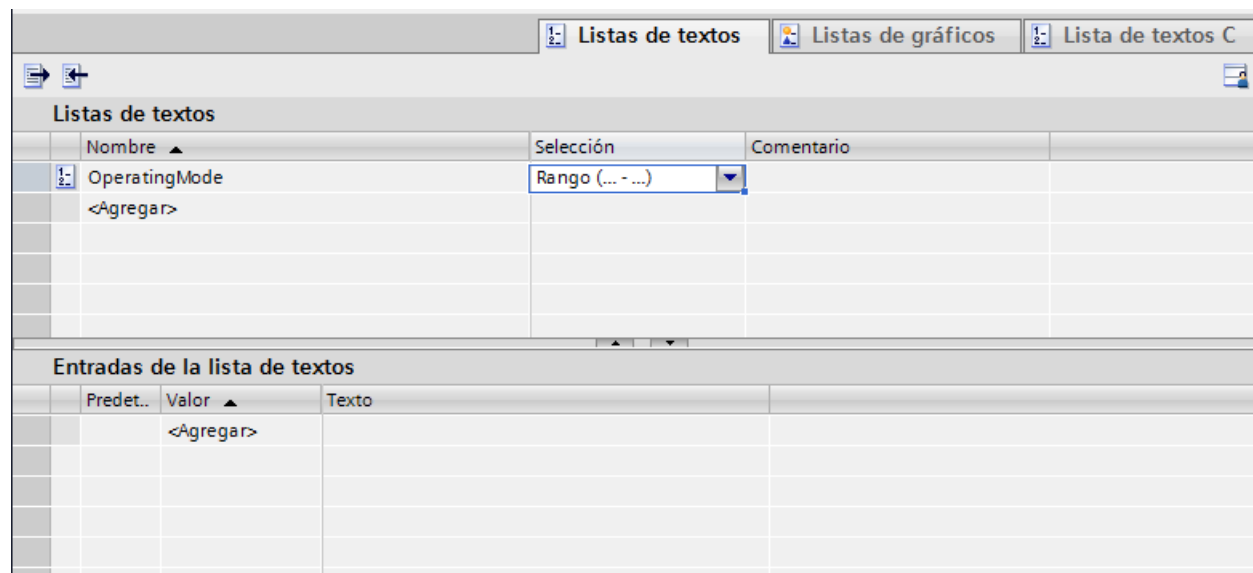 Listas de textos Listas de gráficos Lista de textos C
Listas de textos
Nombre Selección Comentario
OperatingMode Rango (... - ...)
<Agregar>
Entradas de la lista de textos
Predet.. Valor Texto
<Agregar>